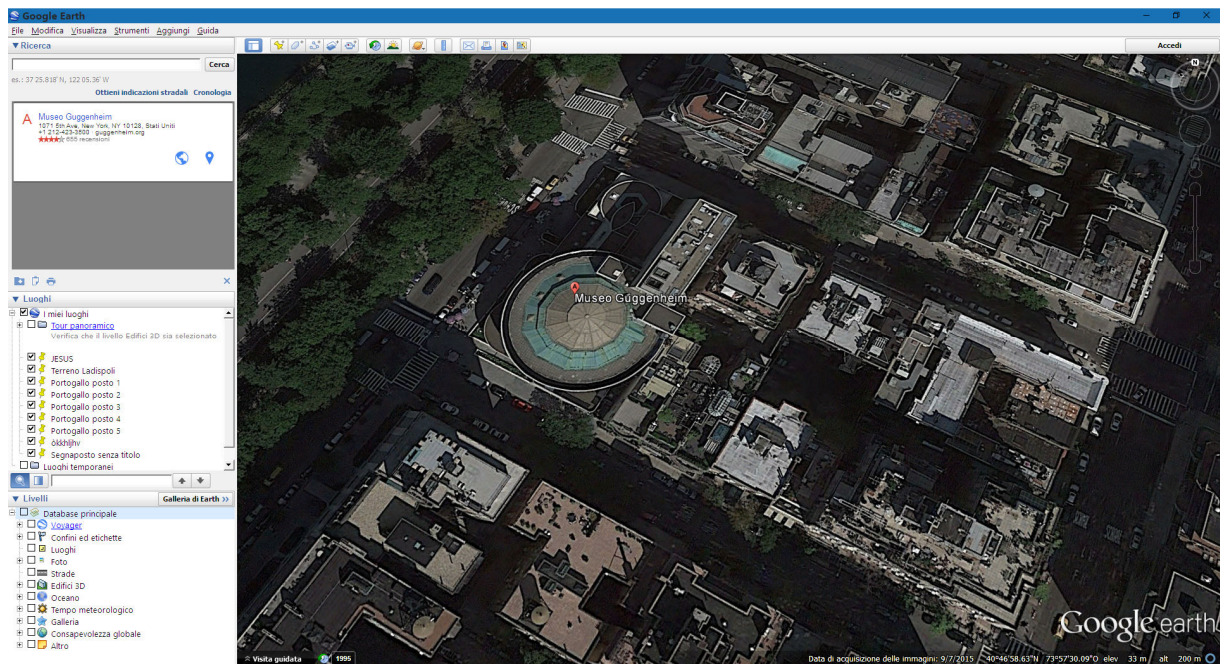 Google Earth
File Modifica Visualizza Strumenti Aggiungi Guida
▼ Ricerca
Cerca
es.: 37 25.818' N, 122 05.36' W
Ottieni indicazioni stradali Cronologia
A Museo Guggenheim
1071 5th Ave, New York, NY 10128, Stati Uniti
+1 212-423-3500 · guggenheim.org
655 recensioni
▼ Luoghi
I miei luoghi
Tour panoramico
Verifica che il livello Edifici 3D sia selezionato
JESUS
Terreno Ladispoli
Portogallo posto 1
Portogallo posto 2
Portogallo posto 3
Portogallo posto 4
Portogallo posto 5
òkkhljhv
Segnaposto senza titolo
Luoghi temporanei
▼ Livelli
Galleria di Earth >>
Database principale
Voyager
Confini ed etichette
Luoghi
Foto
Strade
Edifici 3D
Oceano
Tempo meteorologico
Galleria
Consapevolezza globale
Altro
Accedi
N
A
Museo Guggenheim
Google earth
Visita guidata 1995
Data di acquisizione delle immagini: 9/7/2015 40°46'58.63"N 73°57'30.09"O elev 33 m alt 200 m